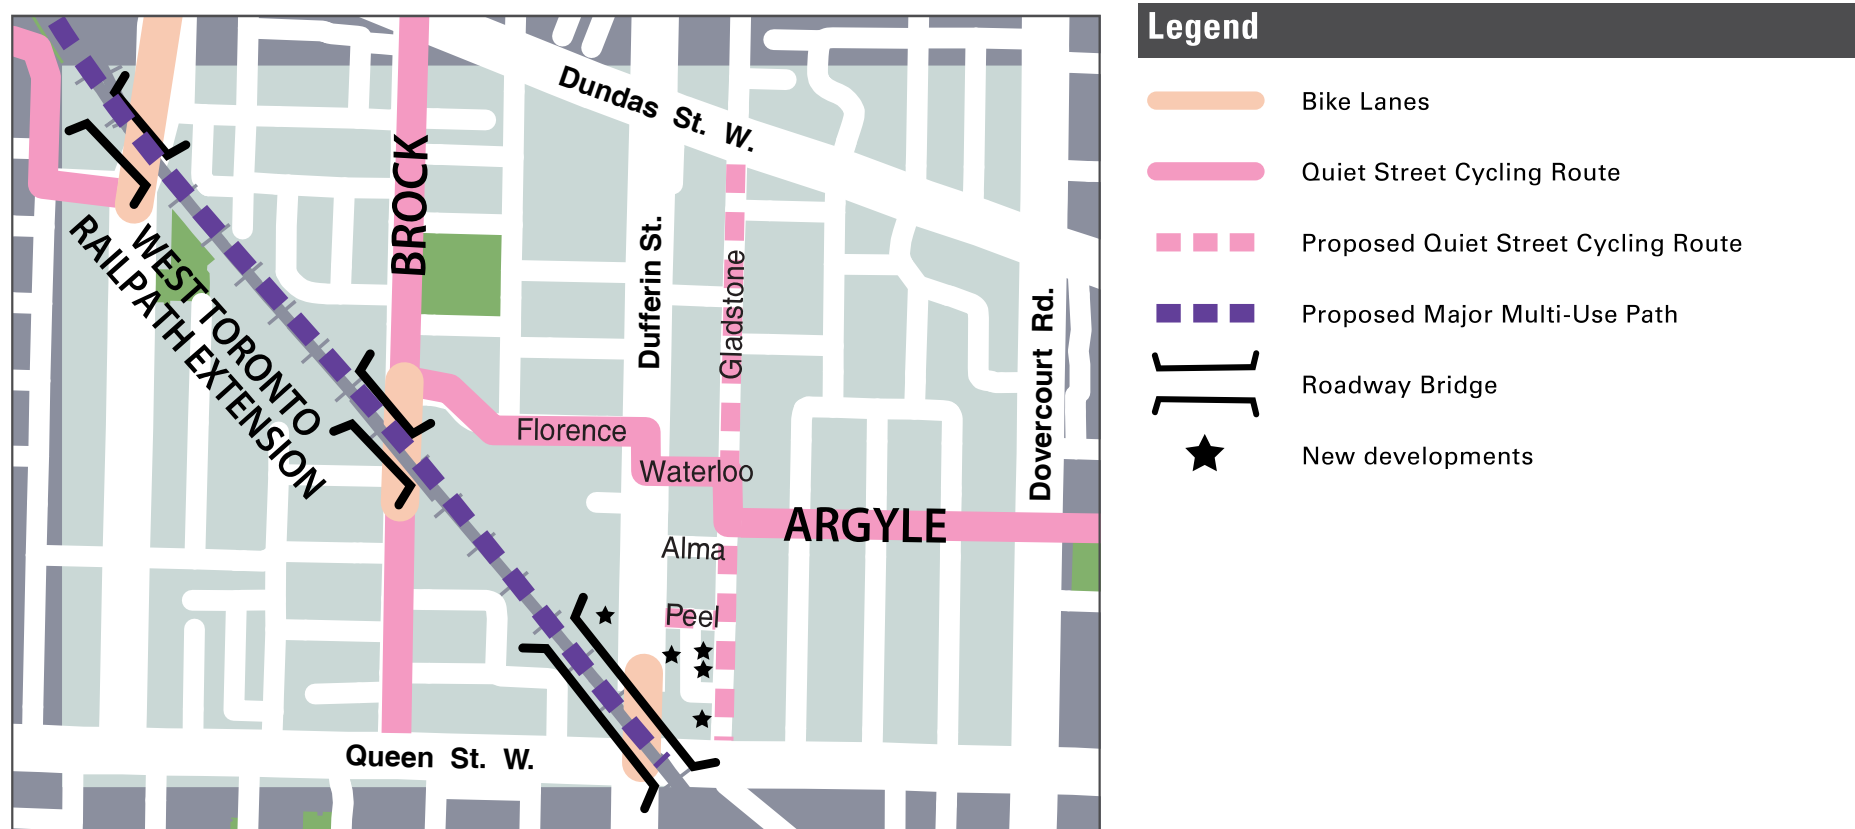 Dundas St. W.
BROCK
WEST TORONTO
RAILPATH EXTENSION
Dufferin St.
Gladstone
Dovercourt Rd.
Florence
Waterloo
ARGYLE
Alma
Peel
Queen St. W.
Legend
Bike Lanes
Quiet Street Cycling Route
Proposed Quiet Street Cycling Route
Proposed Major Multi-Use Path
Roadway Bridge
New developments